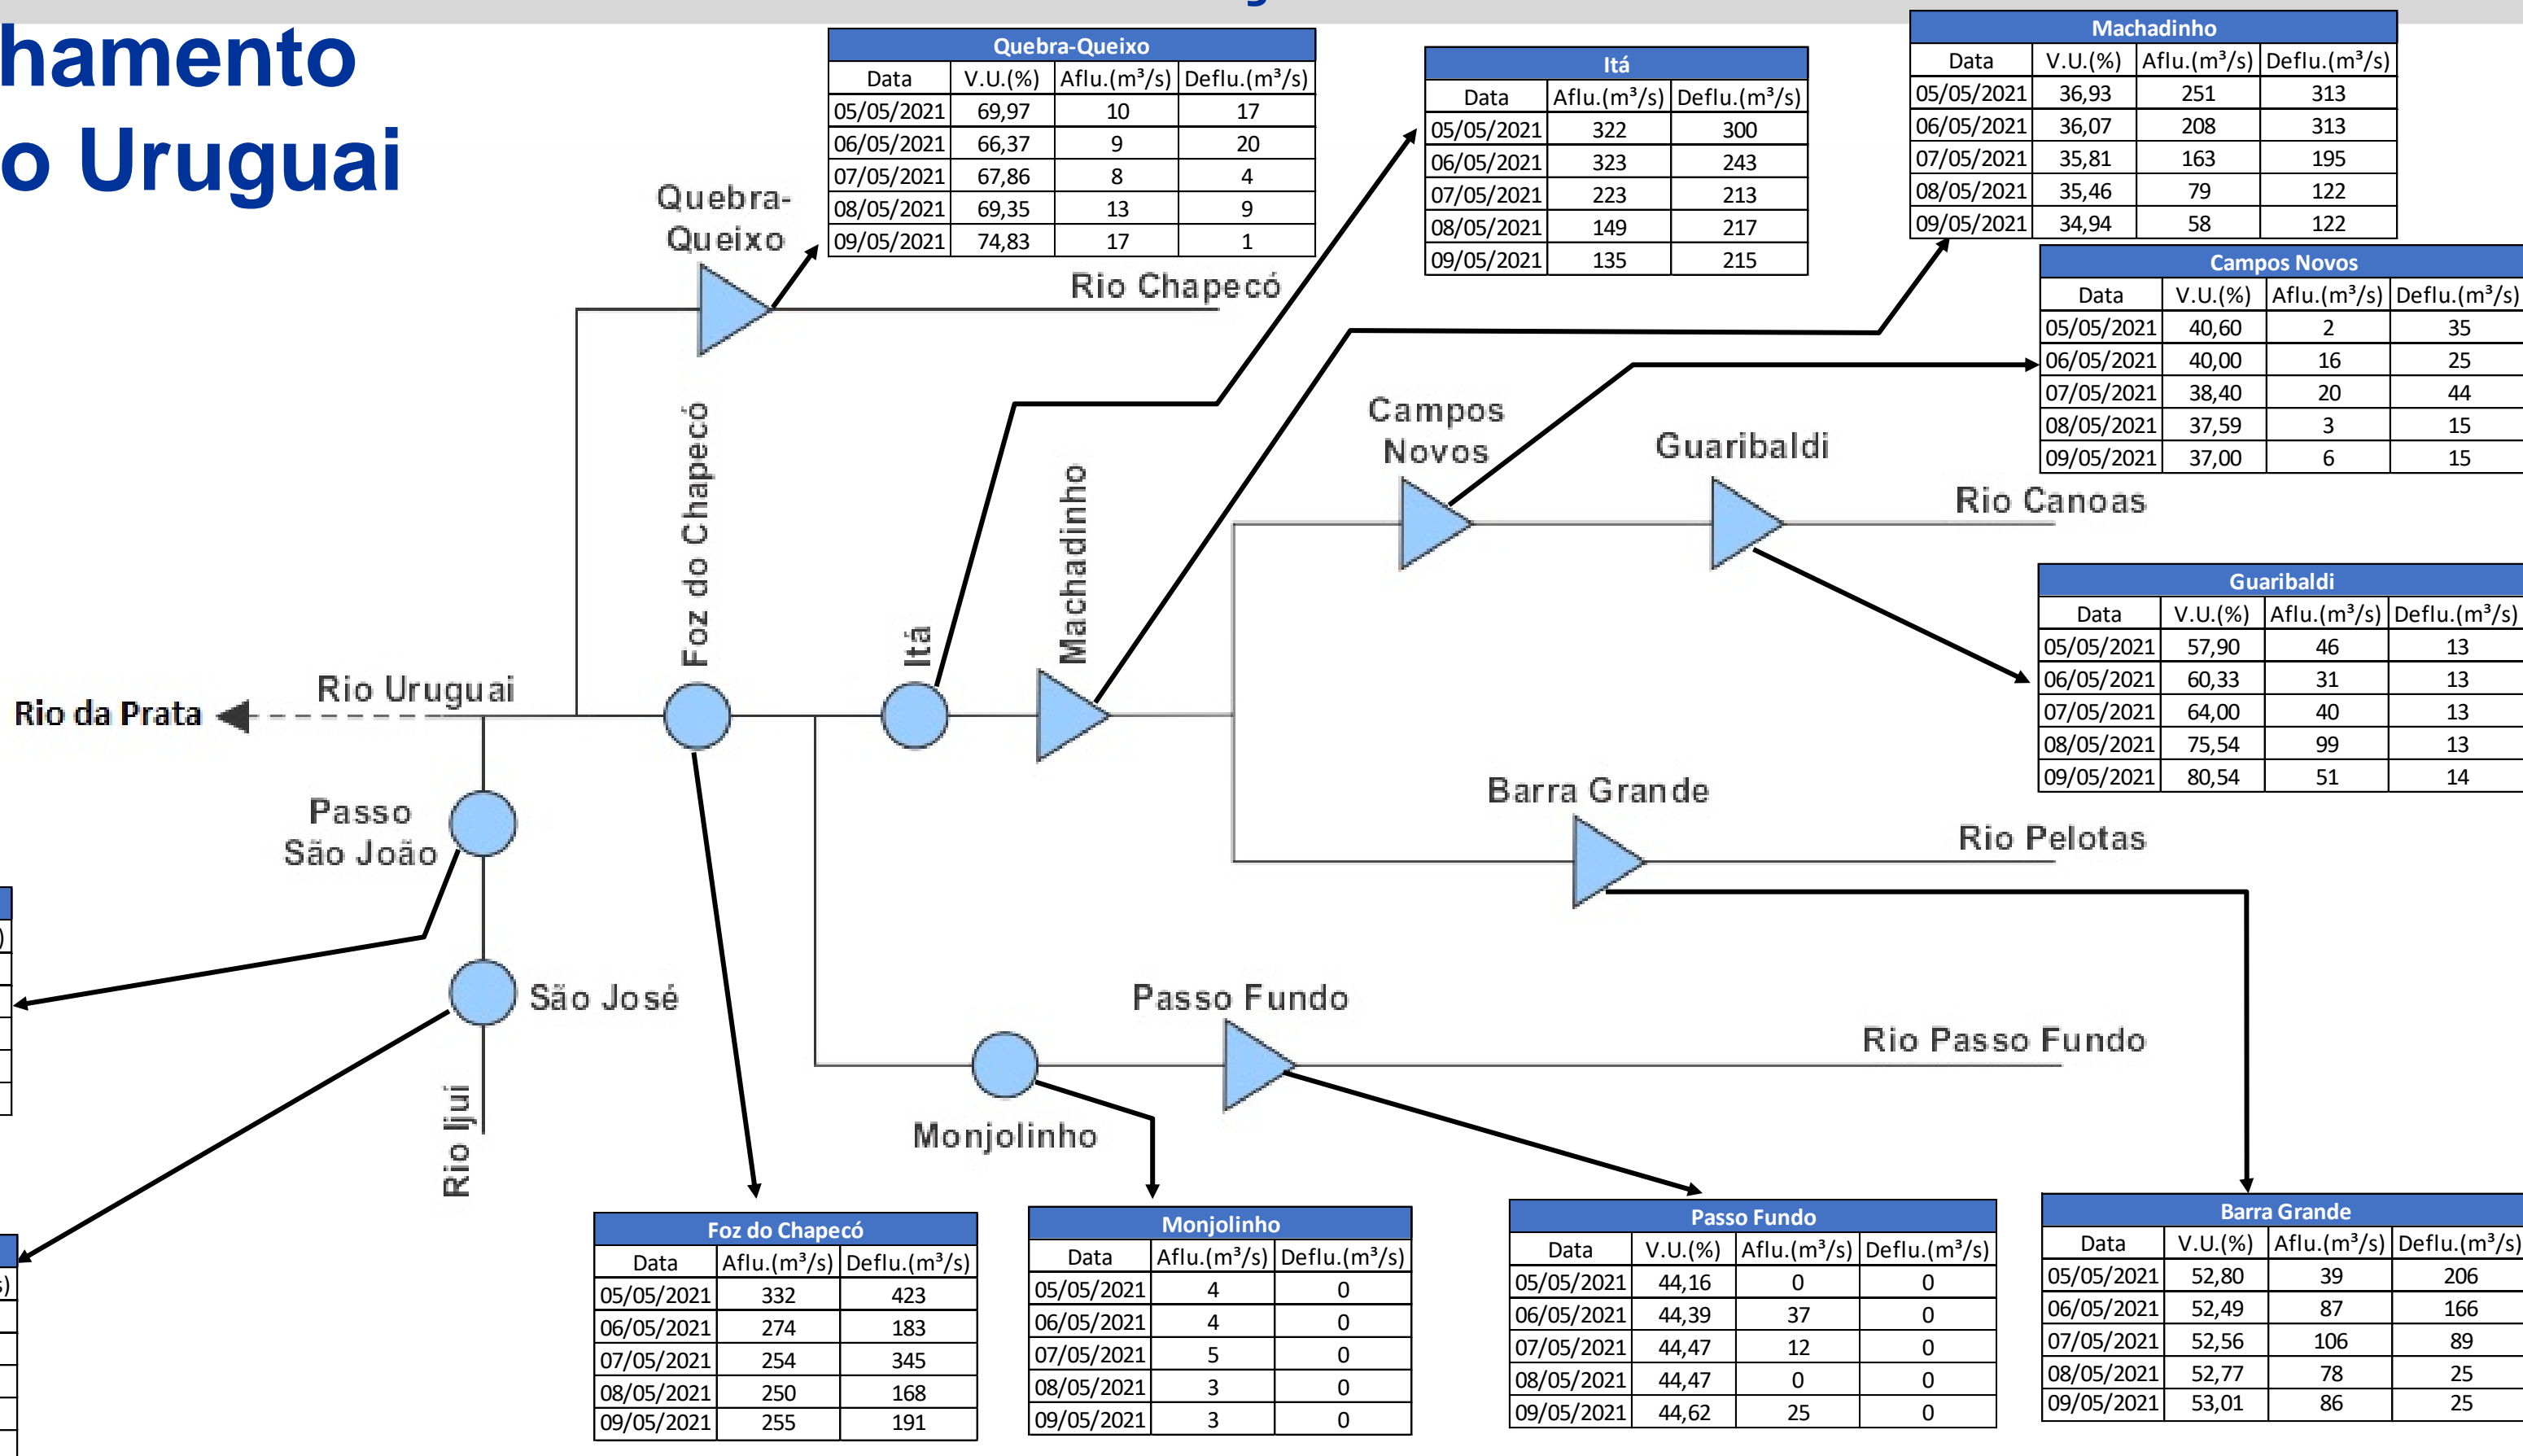 hamento
o Uruguai
Quebra-Queixo
Data V.U.(%) Aflu.(m³/s) Deflu.(m³/s)
05/05/2021 69,97 10 17
06/05/2021 66,37 9 20
07/05/2021 67,86 8 4
08/05/2021 69,35 13 9
09/05/2021 74,83 17 1
Itá
Data Aflu.(m³/s) Deflu.(m³/s)
05/05/2021 322 300
06/05/2021 323 243
07/05/2021 223 213
08/05/2021 149 217
09/05/2021 135 215
Machadinho
Data V.U.(%) Aflu.(m³/s) Deflu.(m³/s)
05/05/2021 36,93 251 313
06/05/2021 36,07 208 313
07/05/2021 35,81 163 195
08/05/2021 35,46 79 122
09/05/2021 34,94 58 122
Campos Novos
Data V.U.(%) Aflu.(m³/s) Deflu.(m³/s)
05/05/2021 40,60 2 35
06/05/2021 40,00 16 25
07/05/2021 38,40 20 44
08/05/2021 37,59 3 15
09/05/2021 37,00 6 15
Quebra-
Queixo
Rio Chapecó
Foz do Chapecó
Itá
Machadinho
Campos
Novos
Guaribaldi
Rio Canoas
Guaribaldi
Data V.U.(%) Aflu.(m³/s) Deflu.(m³/s)
05/05/2021 57,90 46 13
06/05/2021 60,33 31 13
07/05/2021 64,00 40 13
08/05/2021 75,54 99 13
09/05/2021 80,54 51 14
Rio da Prata
Rio Uruguai
Passo
São João
Barra Grande
Rio Pelotas
São José
Passo Fundo
Rio Passo Fundo
Monjolinho
Rio Ijui
Foz do Chapecó
Data Aflu.(m³/s) Deflu.(m³/s)
05/05/2021 332 423
06/05/2021 274 183
07/05/2021 254 345
08/05/2021 250 168
09/05/2021 255 191
Monjolinho
Data Aflu.(m³/s) Deflu.(m³/s)
05/05/2021 4 0
06/05/2021 4 0
07/05/2021 5 0
08/05/2021 3 0
09/05/2021 3 0
Passo Fundo
Data V.U.(%) Aflu.(m³/s) Deflu.(m³/s)
05/05/2021 44,16 0 0
06/05/2021 44,39 37 0
07/05/2021 44,47 12 0
08/05/2021 44,47 0 0
09/05/2021 44,62 25 0
Barra Grande
Data V.U.(%) Aflu.(m³/s) Deflu.(m³/s)
05/05/2021 52,80 39 206
06/05/2021 52,49 87 166
07/05/2021 52,56 106 89
08/05/2021 52,77 78 25
09/05/2021 53,01 86 25